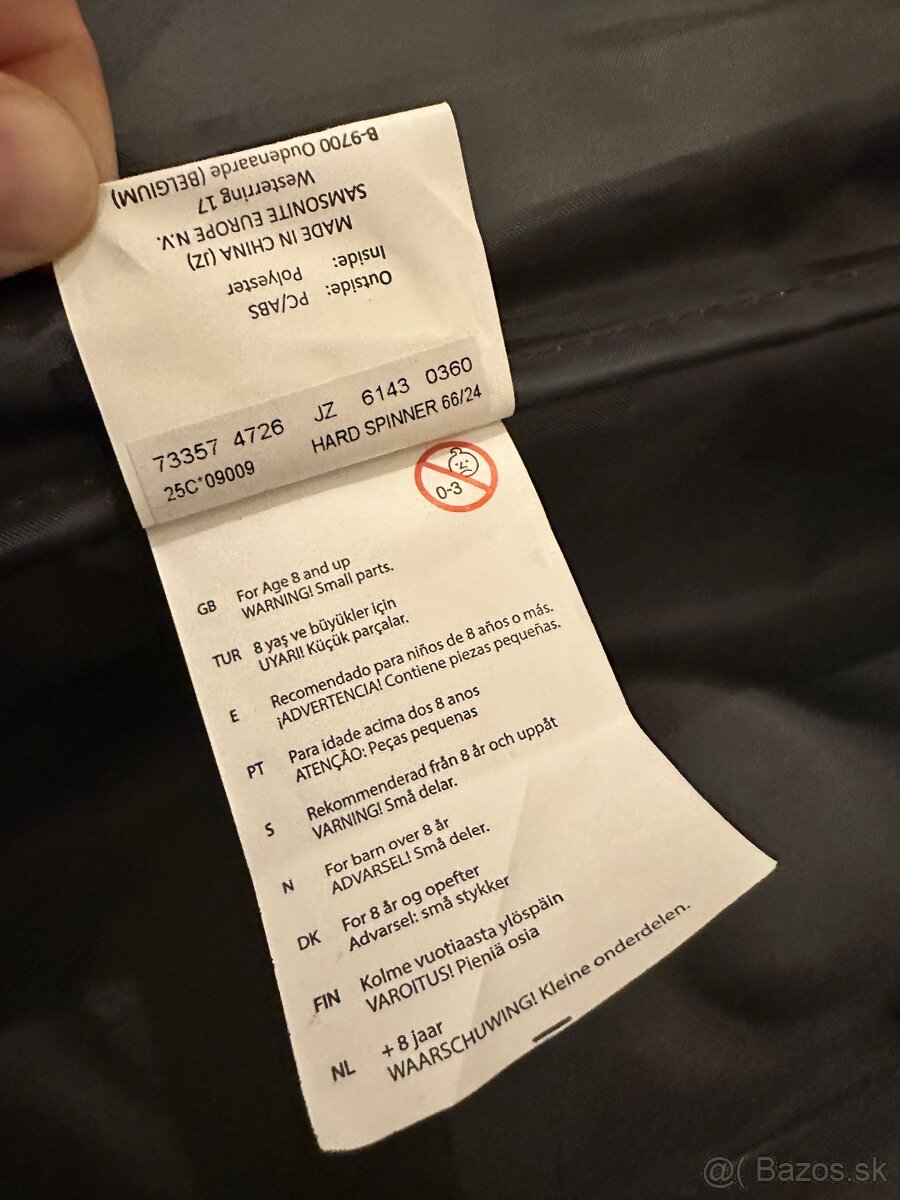 Outside: PC/ABS
Inside: Polyester
MADE IN CHINA (JZ)
SAMSONITE EUROPE N.V.
Westerring 17
B-9700 Oudenaarde (BELGIUM)
73357 4726 JZ 6143 0360
25C*09009 HARD SPINNER 66/24
0-3
GB For Age 8 and up
WARNING! Small parts.
TUR 8 yaş ve büyükler için
UYARI! Küçük parçalar.
E Recomendado para niños de 8 años o más.
¡ADVERTENCIA! Contiene piezas pequeñas.
PT Para idade acima dos 8 anos
ATENÇÃO: Peças pequenas
S Rekommenderad från 8 år och uppåt
VARNING! Små delar.
N For barn over 8 år
ADVARSEL! Små deler.
DK For 8 år og opefter
Advarsel: små stykker
FIN Kolme vuotiaasta ylöspäin
VAROITUS! Pieniä osia
NL + 8 jaar
WAARSCHUWING! Kleine onderdelen.
@( Bazos.sk